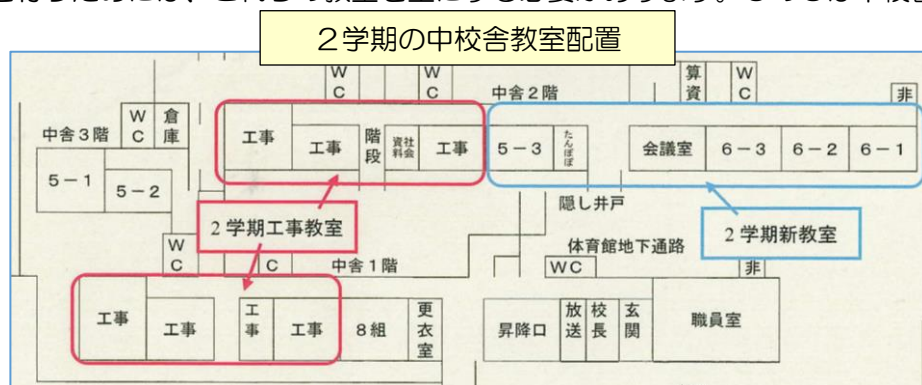 ２学期の中校舎教室配置
WC
WC
算資
WC
非
中舎２階
中舎３階
WC
倉庫
工事
工事
階段
社会資料
工事
５－３
たんぽぽ
会議室
６－３
６－２
６－１
５－１
５－２
隠し井戸
２学期工事教室
２学期新教室
WC
C
中舎１階
体育館地下通路
WC
非
工事
工事
工事
工事
８組
更衣室
昇降口
放送
校長
玄関
職員室